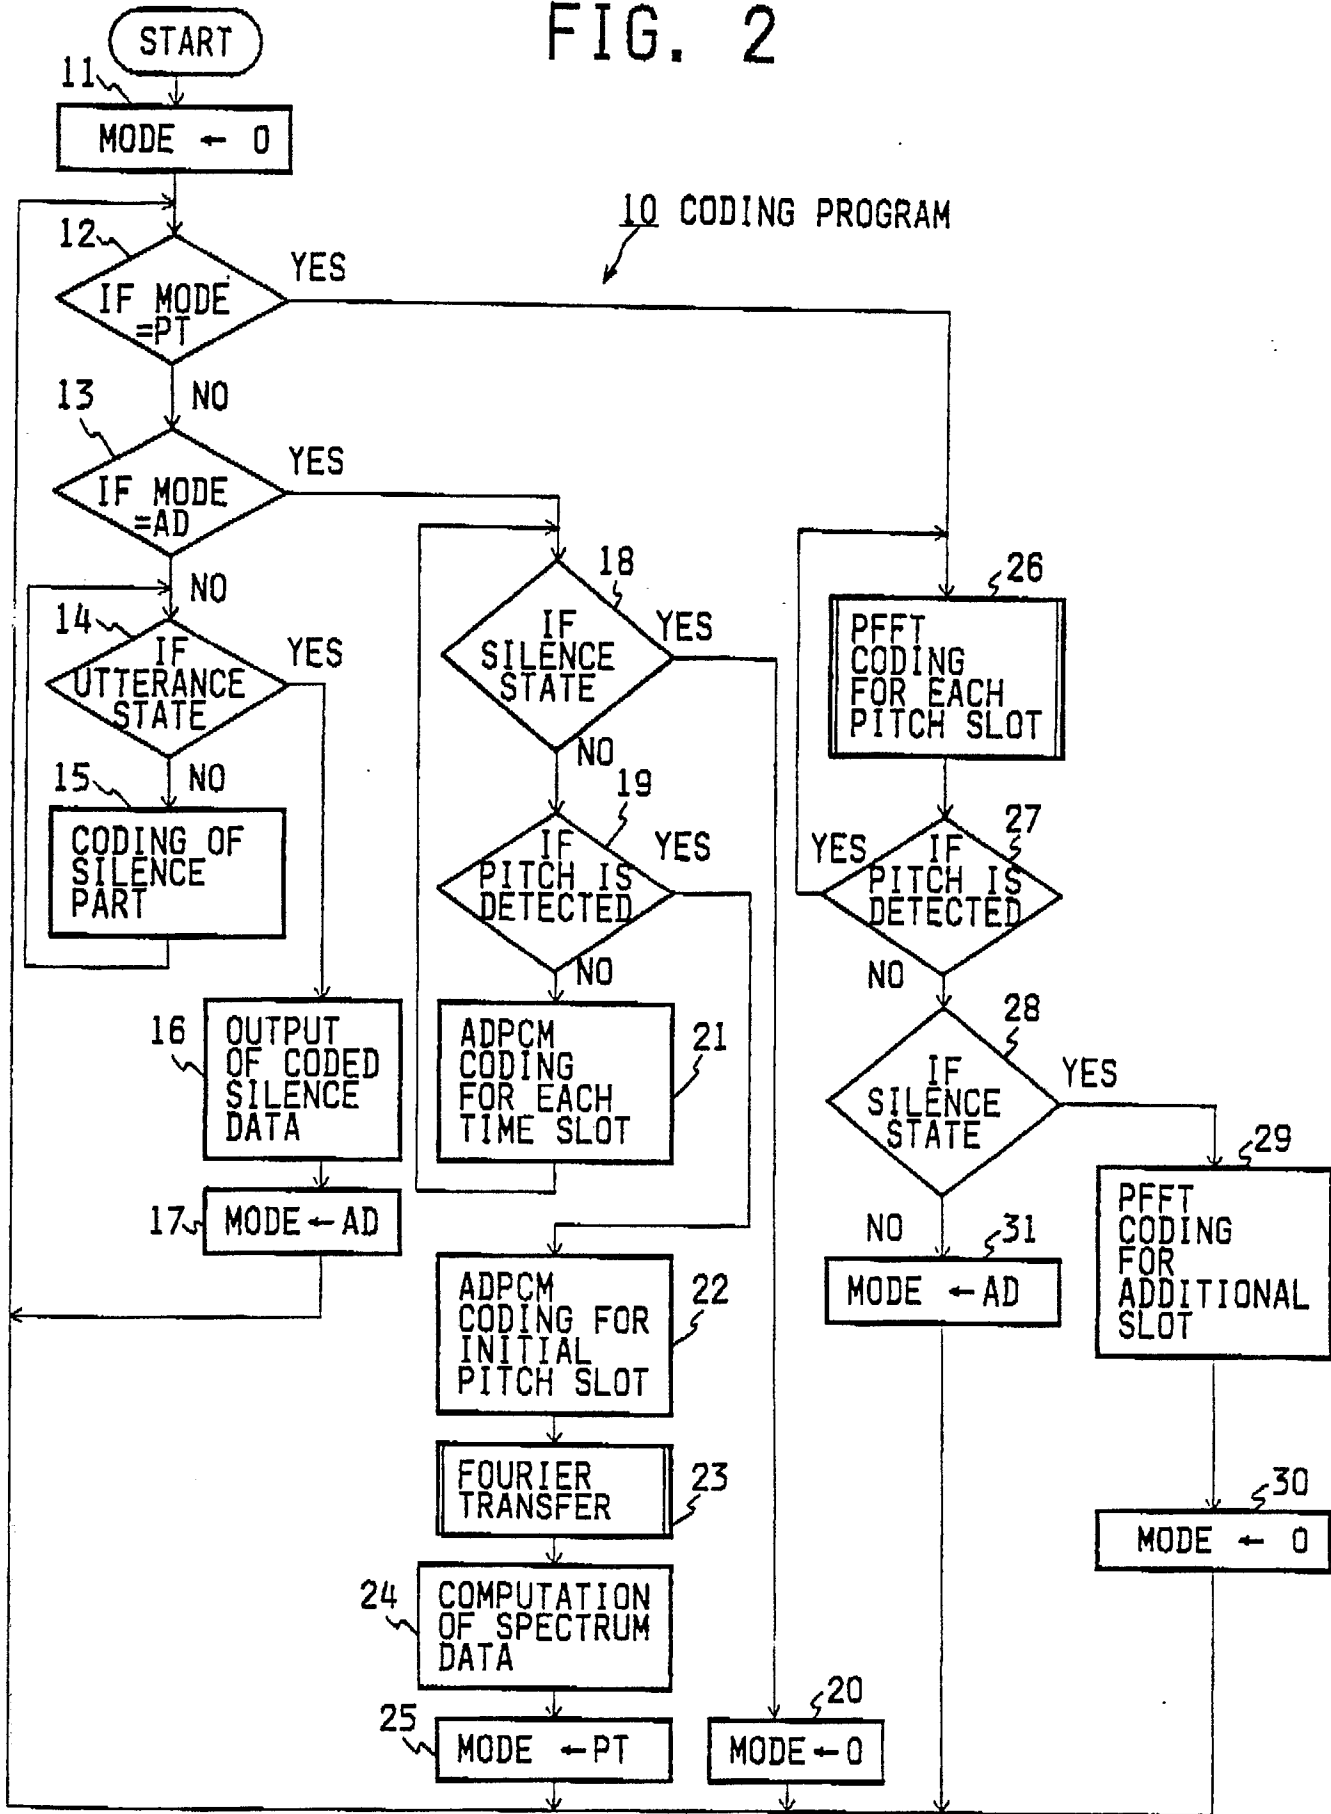 FIG. 2
START
11
MODE ← 0
10 CODING PROGRAM
12
YES
IF MODE
=PT
NO
13
YES
IF MODE
=AD
NO
14
IF
UTTERANCE
STATE
YES
NO
15
CODING OF
SILENCE
PART
16
OUTPUT
OF CODED
SILENCE
DATA
17
MODE ← AD
18
IF
SILENCE
STATE
YES
NO
19
IF
PITCH IS
DETECTED
YES
NO
21
ADPCM
CODING
FOR EACH
TIME SLOT
22
ADPCM
CODING FOR
INITIAL
PITCH SLOT
23
FOURIER
TRANSFER
24
COMPUTATION
OF SPECTRUM
DATA
25
MODE ← PT
20
MODE ← 0
26
PFFT
CODING
FOR EACH
PITCH SLOT
27
YES
IF
PITCH IS
DETECTED
NO
28
IF
SILENCE
STATE
YES
NO
31
MODE ← AD
29
PFFT
CODING
FOR
ADDITIONAL
SLOT
30
MODE ← 0